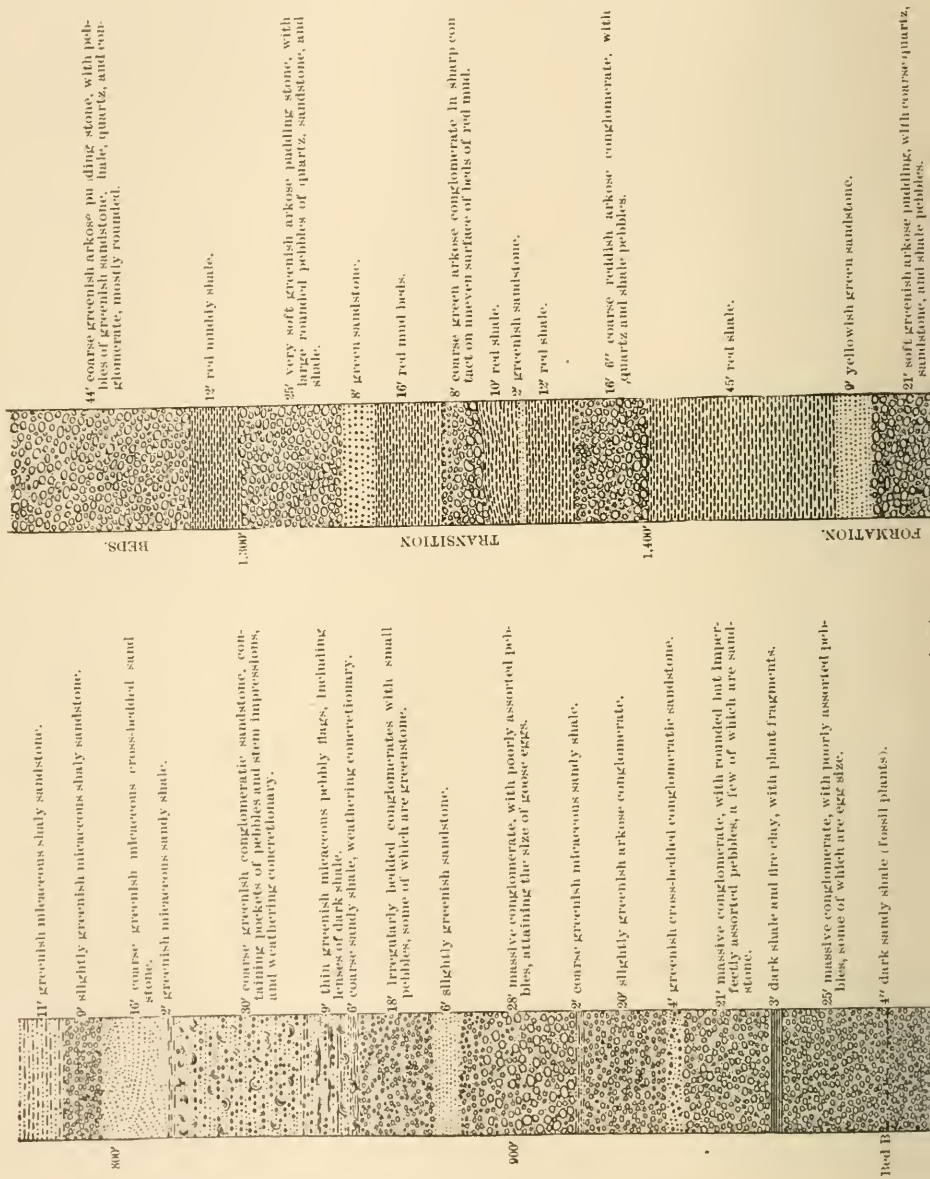 11′ greenish micaceous shaly sandstone.
9′ slightly greenish micaceous shaly sandstone.
800′
16′ coarse greenish micaceous cross-bedded sand
stone.
2′ greenish micaceous sandy shale.
30′ coarse greenish conglomeratic sandstone, con-
taining pockets of pebbles and stem impressions,
and weathering concretionary.
9′ thin greenish micaceous pebbly flags, including
lenses of dark shale.
6′ coarse sandy shale, weathering concretionary.
18′ irregularly bedded conglomerates with small
pebbles, some of which are greenstone.
6′ slightly greenish sandstone.
900′
28′ massive conglomerate, with poorly assorted peb-
bles, attaining the size of goose eggs.
2′ coarse greenish micaceous sandy shale.
20′ slightly greenish arkose conglomerate.
4′ greenish cross-bedded conglomeratic sandstone.
21′ massive conglomerate, with rounded but imper-
fectly assorted pebbles, a few of which are sand-
stone.
3′ dark shale and fire clay, with plant fragments.
25′ massive conglomerate, with poorly assorted peb-
bles, some of which are egg size.
Bed B
4″ dark sandy shale (fossil plants).
44′ coarse greenish arkose pudding stone, with peb-
bles of greenish sandstone, hale, quartz, and con-
glomerate, mostly rounded.
BEDS.
12′ red muddy shale.
1,300′
25′ very soft greenish arkose pudding stone, with
large rounded pebbles of quartz, sandstone, and
shale.
8′ green sandstone.
16′ red mud beds.
TRANSITION
8′ coarse green arkose conglomerate in sharp con
tact on uneven surface of beds of red mud.
10′ red shale.
2′ greenish sandstone.
12′ red shale.
16′ 6″ coarse reddish arkose conglomerate, with
quartz and shale pebbles.
1,400′
45′ red shale.
9′ yellowish green sandstone.
FORMATION.
21′ soft greenish arkose pudding, with coarse quartz,
sandstone, and shale pebbles.